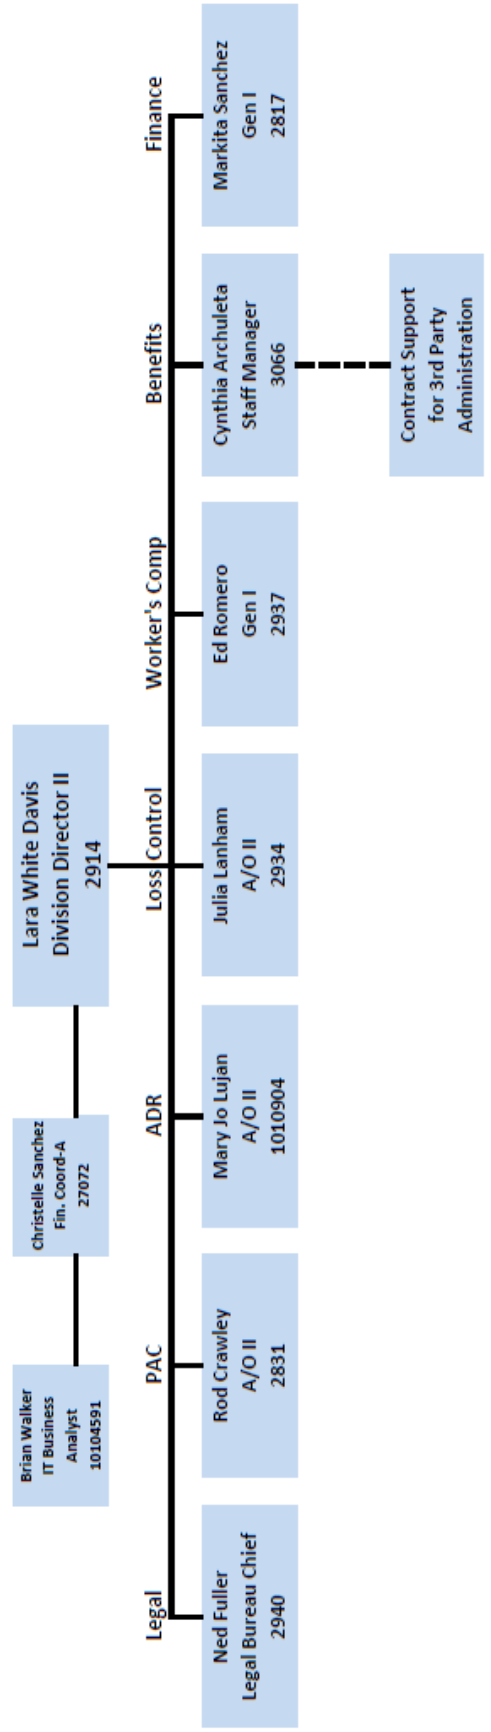 Brian Walker
IT Business
Analyst
10104591
Christelle Sanchez
Fin. Coord-A
27072
Lara White Davis
Division Director II
2914
Legal
Ned Fuller
Legal Bureau Chief
2940
PAC
Rod Crawley
A/O II
2831
ADR
Mary Jo Lujan
A/O II
1010904
Loss Control
Julia Lanham
A/O II
2934
Worker's Comp
Ed Romero
Gen I
2937
Benefits
Cynthia Archuleta
Staff Manager
3066
Finance
Markita Sanchez
Gen I
2817
Contract Support
for 3rd Party
Administration